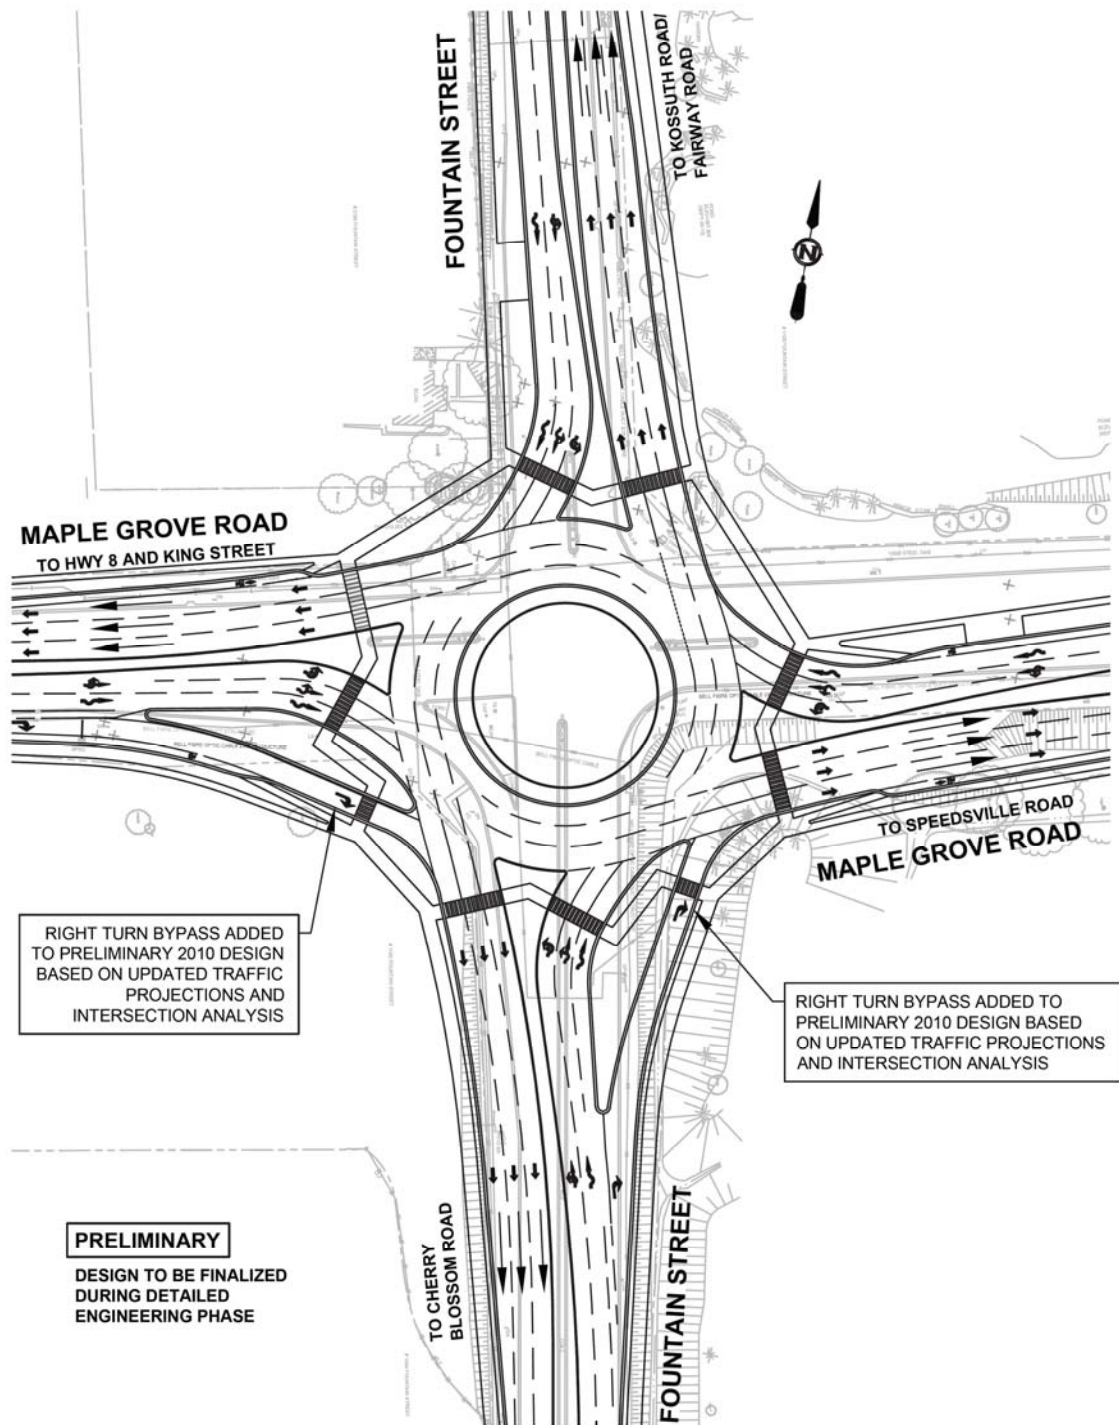 FOUNTAIN STREET
TO KOSSUTH ROAD/
FAIRWAY ROAD
N
MAPLE GROVE ROAD
TO HWY 8 AND KING STREET
TO SPEEDSVILLE ROAD
MAPLE GROVE ROAD
RIGHT TURN BYPASS ADDED
TO PRELIMINARY 2010 DESIGN
BASED ON UPDATED TRAFFIC
PROJECTIONS AND
INTERSECTION ANALYSIS
RIGHT TURN BYPASS ADDED TO
PRELIMINARY 2010 DESIGN BASED
ON UPDATED TRAFFIC PROJECTIONS
AND INTERSECTION ANALYSIS
PRELIMINARY
DESIGN TO BE FINALIZED
DURING DETAILED
ENGINEERING PHASE
TO CHERRY
BLOSSOM ROAD
FOUNTAIN STREET